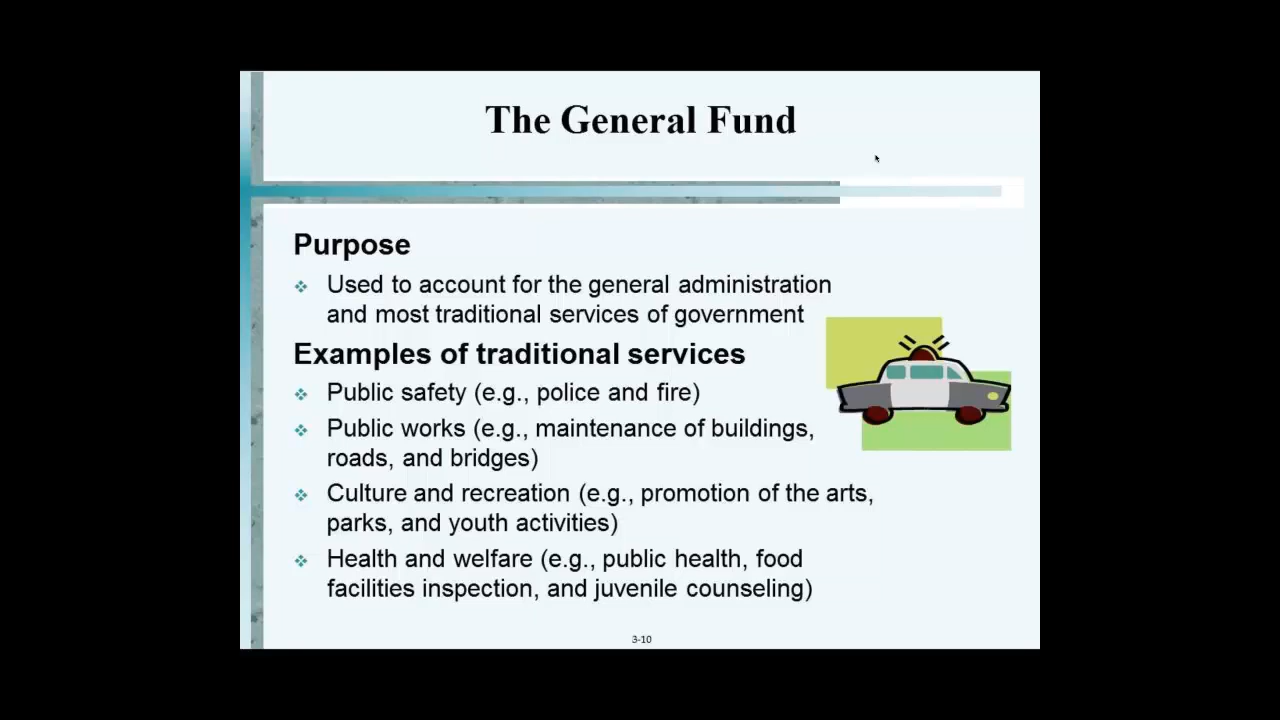 The General Fund
Purpose
Used to account for the general administration
and most traditional services of government
Examples of traditional services
Public safety (e.g., police and fire)
Public works (e.g., maintenance of buildings,
roads, and bridges)
Culture and recreation (e.g., promotion of the arts,
parks, and youth activities)
Health and welfare (e.g., public health, food
facilities inspection, and juvenile counseling)
3-10